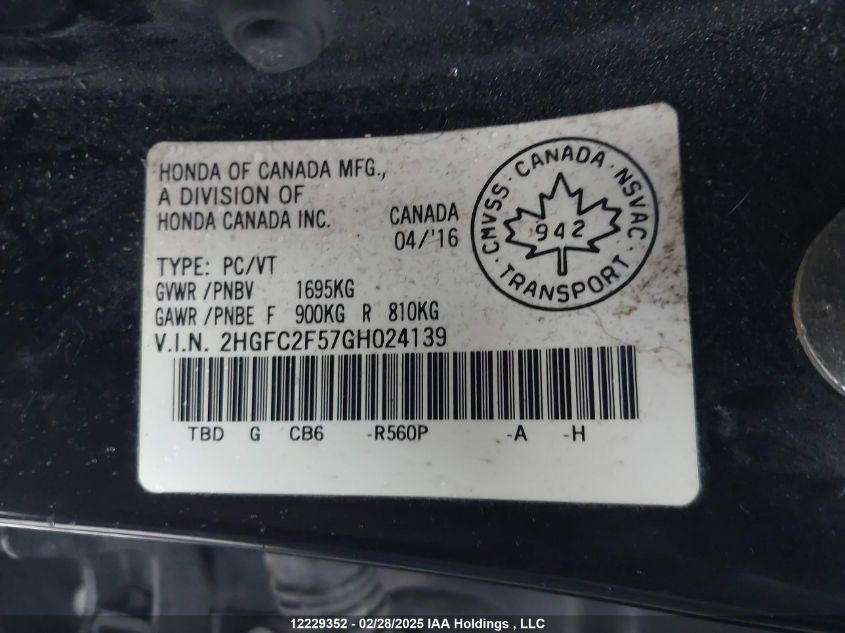 HONDA OF CANADA MFG.,
A DIVISION OF
HONDA CANADA INC.
CANADA
04/'16
TYPE: PC/VT
GVWR /PNBV 1695KG
GAWR /PNBE F 900KG R 810KG
V.I.N. 2HGFC2F57GH024139
TBD G CB6 -R560P -A -H
CMVSS · CANADA · NSVAC · TRANSPORT ·
942
12229352 - 02/28/2025 IAA Holdings , LLC